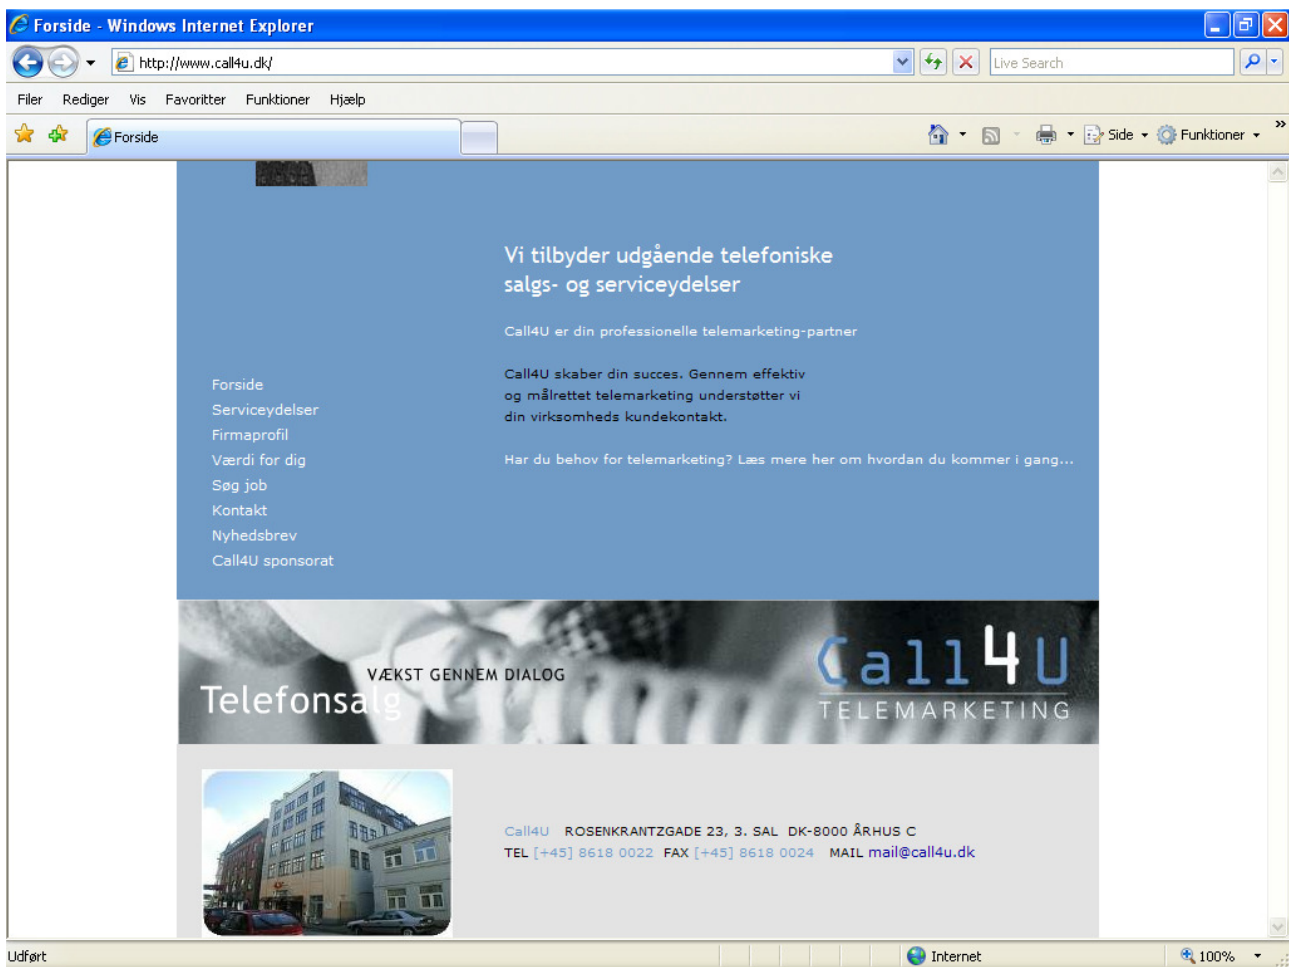 Forside - Windows Internet Explorer
http://www.call4u.dk/
Live Search
Filer Rediger Vis Favoritter Funktioner Hjælp
Forside
Side Funktioner »
Vi tilbyder udgående telefoniske
salgs- og serviceydelser
Call4U er din professionelle telemarketing-partner
Call4U skaber din succes. Gennem effektiv
og målrettet telemarketing understøtter vi
din virksomheds kundekontakt.
Har du behov for telemarketing? Læs mere her om hvordan du kommer i gang...
Forside
Serviceydelser
Firmaprofil
Værdi for dig
Søg job
Kontakt
Nyhedsbrev
Call4U sponsorat
VÆKST GENNEM DIALOG
Telefonsalg
Call4U
TELEMARKETING
Call4U ROSENKRANTZGADE 23, 3. SAL DK-8000 ÅRHUS C
TEL [+45] 8618 0022 FAX [+45] 8618 0024 MAIL mail@call4u.dk
Udført
Internet
100%